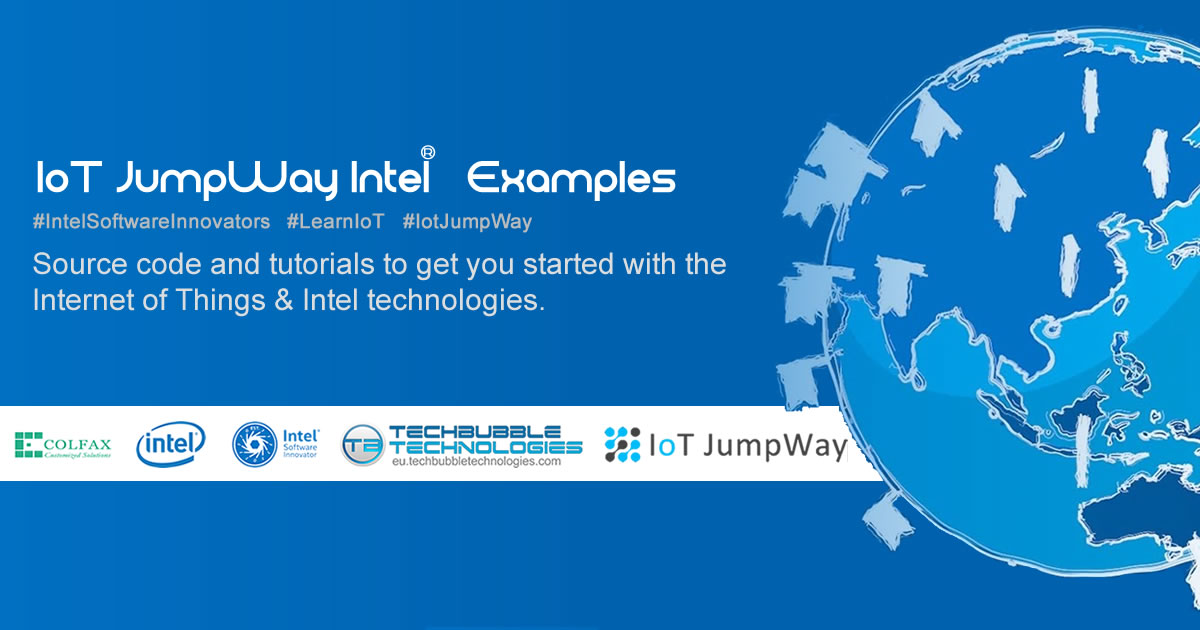 IoT JumpWay Intel® Examples
#IntelSoftwareInnovators #LearnIoT #IotJumpWay
Source code and tutorials to get you started with the
Internet of Things & Intel technologies.
COLFAX
Customized Solutions
intel®
Intel®
Software
Innovator
TB
TECHBUBBLE
TECHNOLOGIES
eu.techbubbletechnologies.com
IoT JumpWay